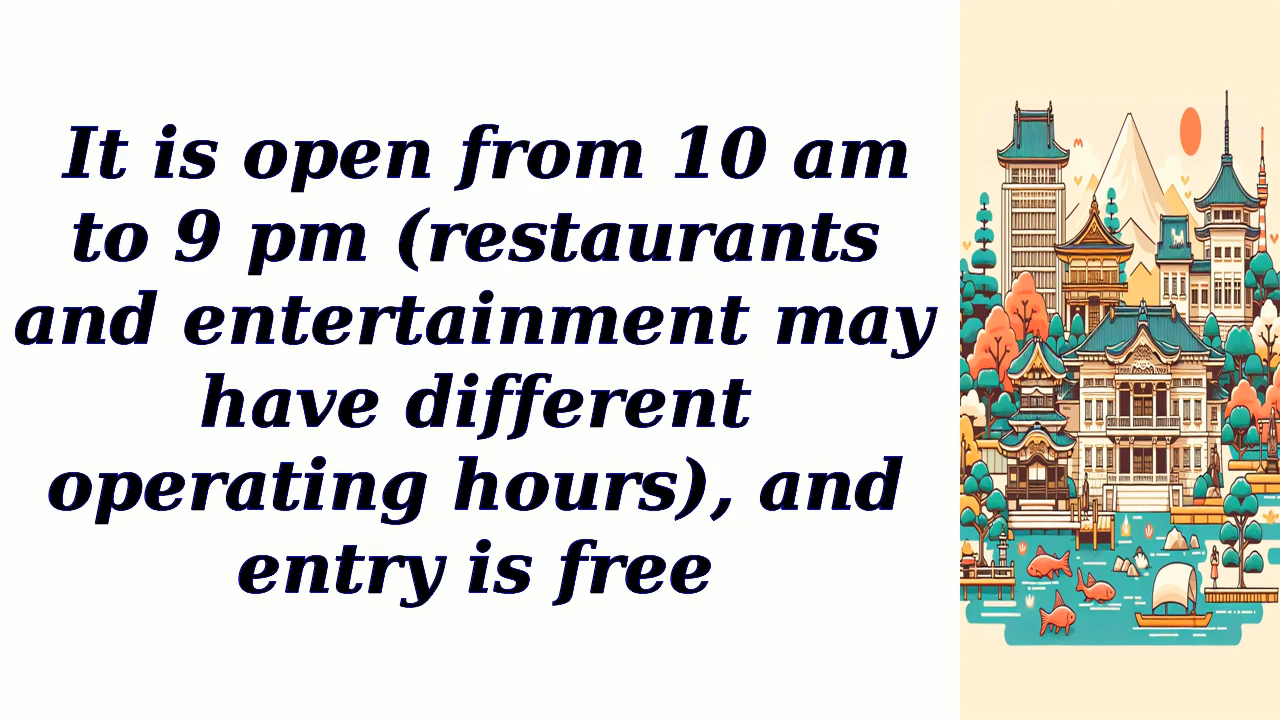 It is open from 10 am
to 9 pm (restaurants
and entertainment may
have different
operating hours), and
entry is free